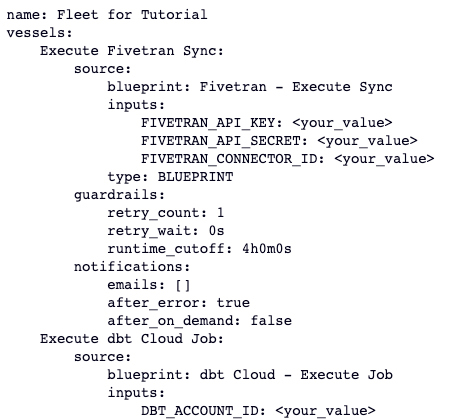 name: Fleet for Tutorial
vessels:
    Execute Fivetran Sync:
        source:
            blueprint: Fivetran - Execute Sync
            inputs:
                FIVETRAN_API_KEY: <your_value>
                FIVETRAN_API_SECRET: <your_value>
                FIVETRAN_CONNECTOR_ID: <your_value>
            type: BLUEPRINT
        guardrails:
            retry_count: 1
            retry_wait: 0s
            runtime_cutoff: 4h0m0s
        notifications:
            emails: []
            after_error: true
            after_on_demand: false
    Execute dbt Cloud Job:
        source:
            blueprint: dbt Cloud - Execute Job
            inputs:
                DBT_ACCOUNT_ID: <your_value>